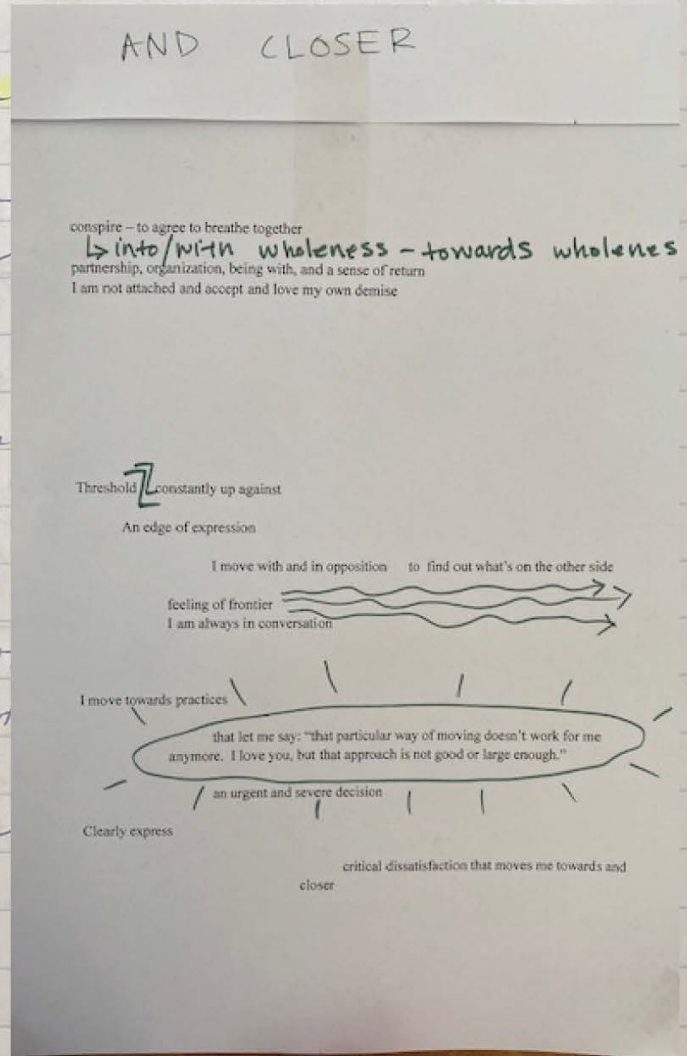 AND CLOSER
conspire – to agree to breathe together
into/with wholeness – towards wholenes
partnership, organization, being with, and a sense of return
I am not attached and accept and love my own demise
Threshold constantly up against
An edge of expression
I move with and in opposition to find out what's on the other side
feeling of frontier
I am always in conversation
I move towards practices
that let me say: "that particular way of moving doesn't work for me
anymore. I love you, but that approach is not good or large enough."
an urgent and severe decision
Clearly express
critical dissatisfaction that moves me towards and
closer